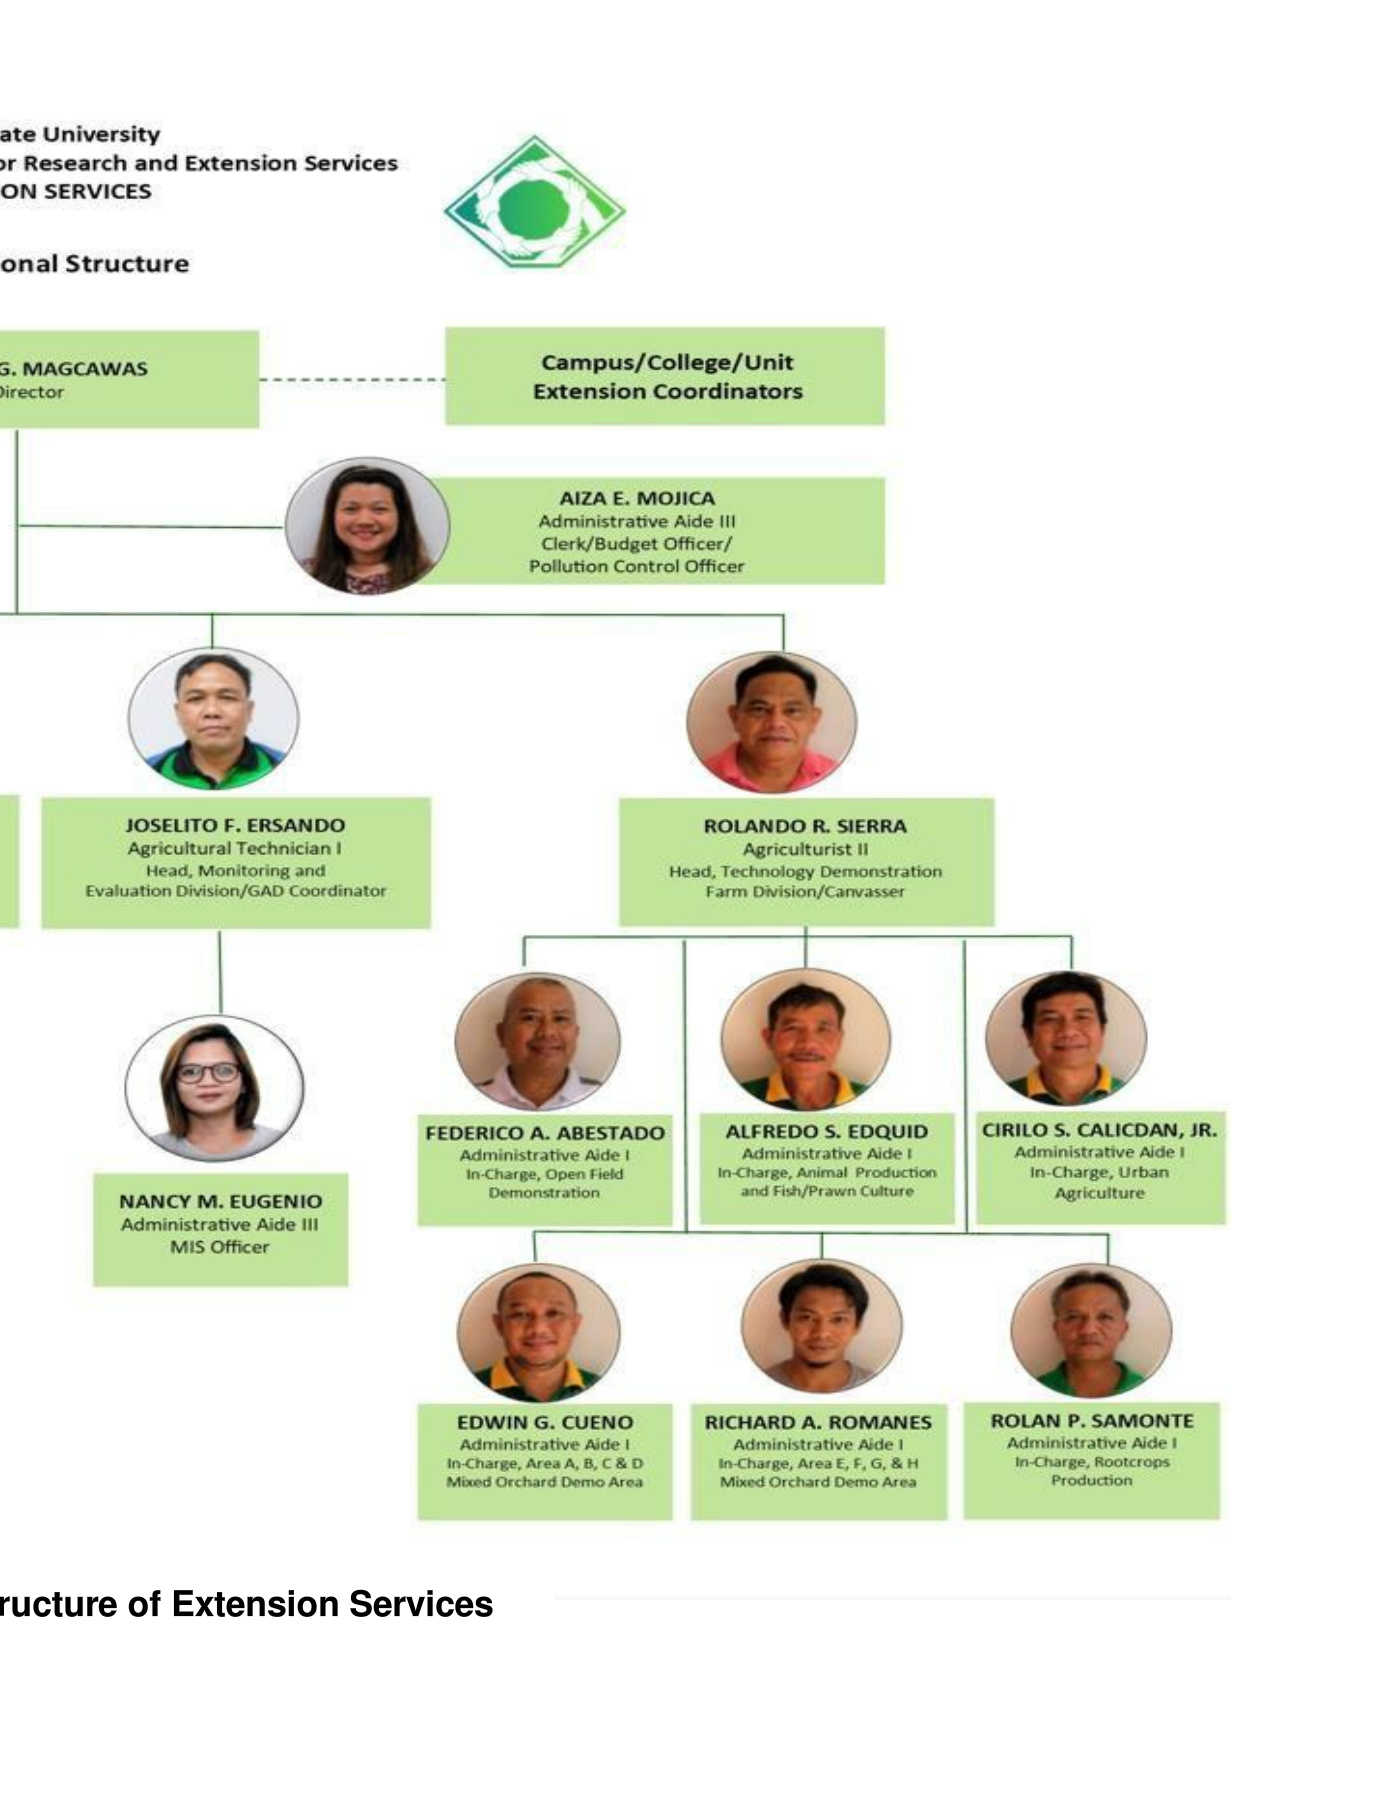 ate University
or Research and Extension Services
ON SERVICES
onal Structure
G. MAGCAWAS
Director
Campus/College/Unit
Extension Coordinators
AIZA E. MOJICA
Administrative Aide III
Clerk/Budget Officer/
Pollution Control Officer
JOSELITO F. ERSANDO
Agricultural Technician I
Head, Monitoring and
Evaluation Division/GAD Coordinator
ROLANDO R. SIERRA
Agriculturist II
Head, Technology Demonstration
Farm Division/Canvasser
NANCY M. EUGENIO
Administrative Aide III
MIS Officer
FEDERICO A. ABESTADO
Administrative Aide I
In-Charge, Open Field
Demonstration
ALFREDO S. EDQUID
Administrative Aide I
In-Charge, Animal Production
and Fish/Prawn Culture
CIRILO S. CALICDAN, JR.
Administrative Aide I
In-Charge, Urban
Agriculture
EDWIN G. CUENO
Administrative Aide I
In-Charge, Area A, B, C & D
Mixed Orchard Demo Area
RICHARD A. ROMANES
Administrative Aide I
In-Charge, Area E, F, G, & H
Mixed Orchard Demo Area
ROLAN P. SAMONTE
Administrative Aide I
In-Charge, Rootcrops
Production
ructure of Extension Services